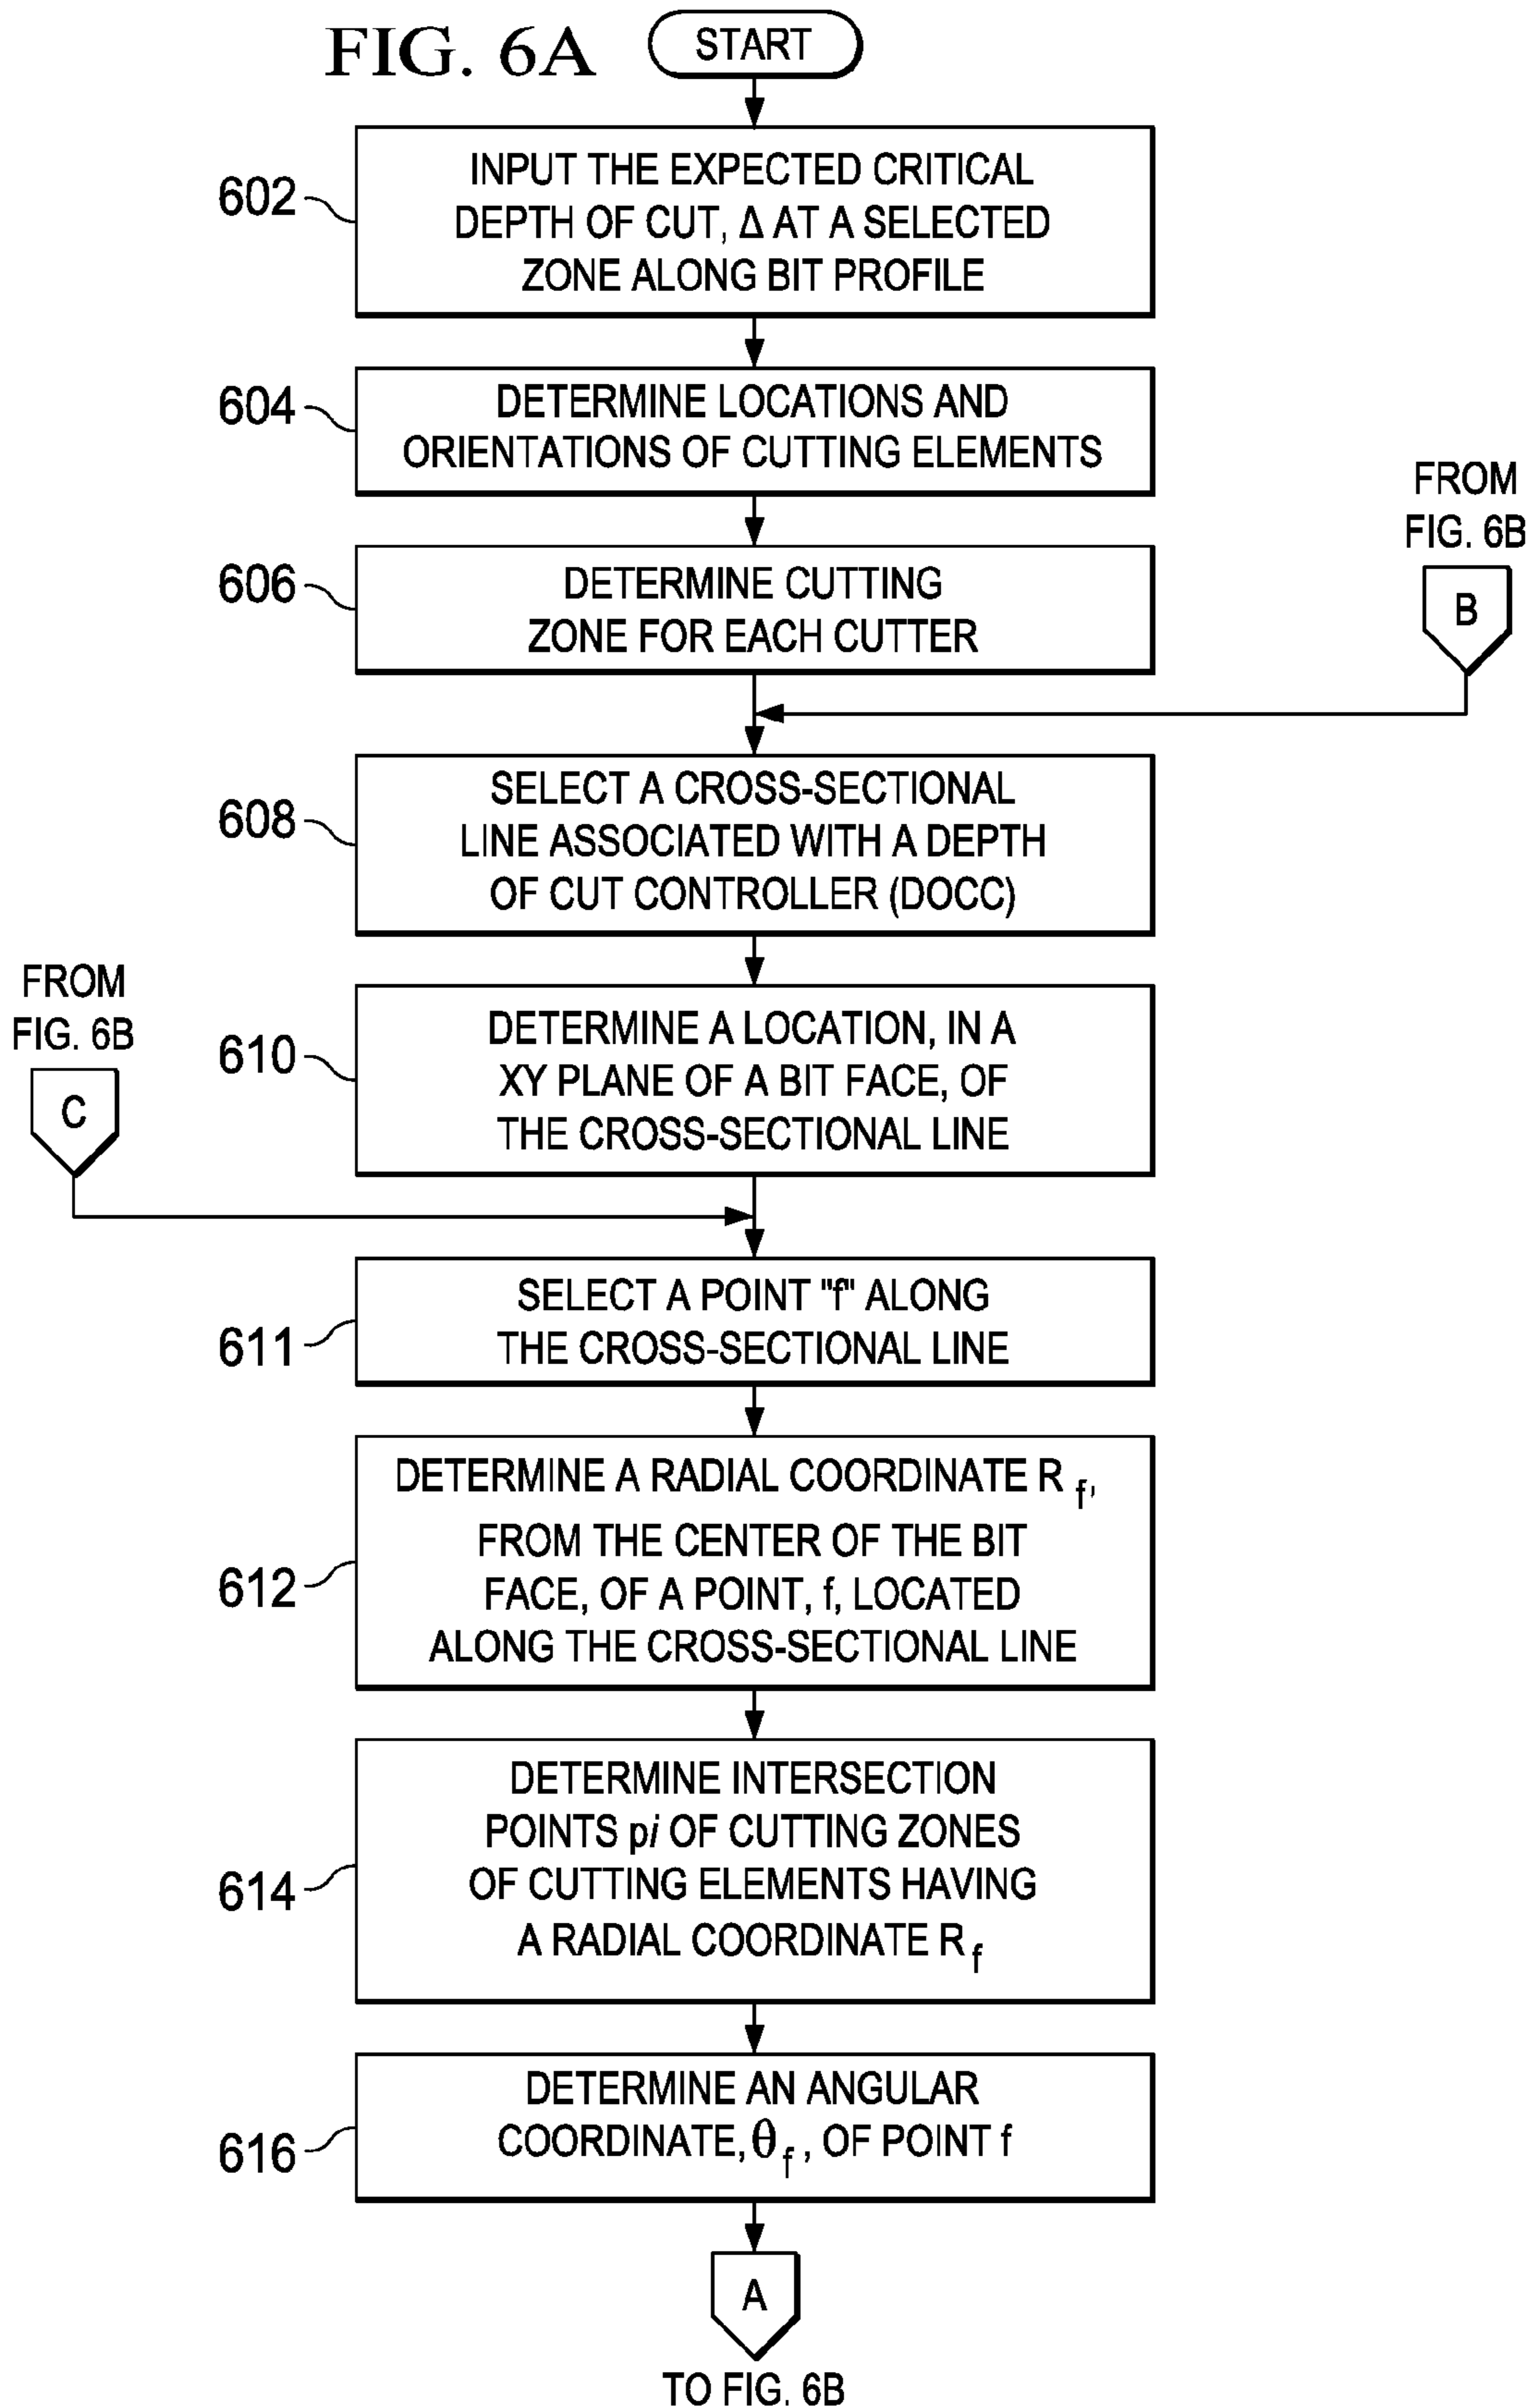 FIG. 6A
START
602
INPUT THE EXPECTED CRITICAL
DEPTH OF CUT, Δ AT A SELECTED
ZONE ALONG BIT PROFILE
604
DETERMINE LOCATIONS AND
ORIENTATIONS OF CUTTING ELEMENTS
FROM
FIG. 6B
B
606
DETERMINE CUTTING
ZONE FOR EACH CUTTER
608
SELECT A CROSS-SECTIONAL
LINE ASSOCIATED WITH A DEPTH
OF CUT CONTROLLER (DOCC)
FROM
FIG. 6B
C
610
DETERMINE A LOCATION, IN A
XY PLANE OF A BIT FACE, OF
THE CROSS-SECTIONAL LINE
611
SELECT A POINT "f" ALONG
THE CROSS-SECTIONAL LINE
612
DETERMINE A RADIAL COORDINATE R f,
FROM THE CENTER OF THE BIT
FACE, OF A POINT, f, LOCATED
ALONG THE CROSS-SECTIONAL LINE
614
DETERMINE INTERSECTION
POINTS pi OF CUTTING ZONES
OF CUTTING ELEMENTS HAVING
A RADIAL COORDINATE R f
616
DETERMINE AN ANGULAR
COORDINATE, θ f , OF POINT f
A
TO FIG. 6B